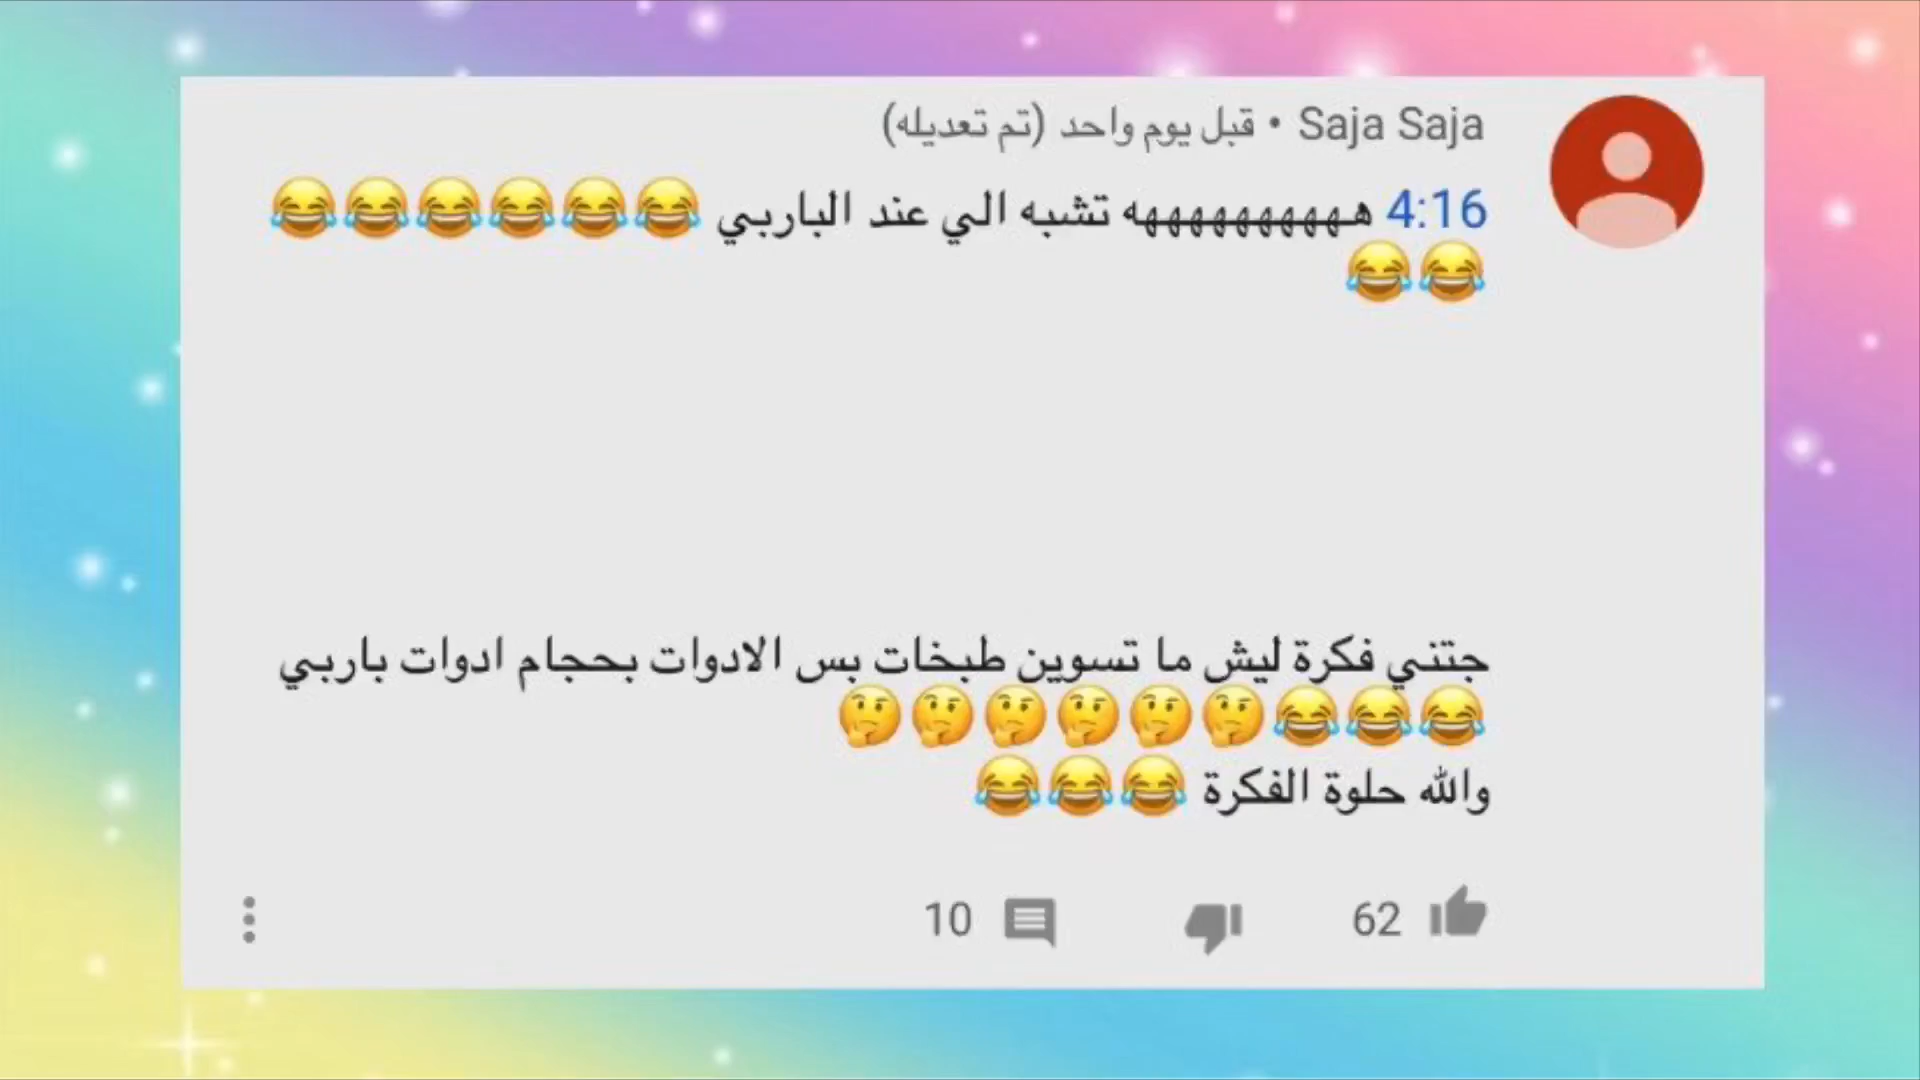 Saja Saja • قبل يوم واحد (تم تعديله)
4:16 هههههههههههه تشبه الي عند الباربي 😂😂😂😂😂😂
😂😂
جتني فكرة ليش ما تسوين طبخات بس الادوات بحجام ادوات باربي
😂😂😂🤔🤔🤔🤔🤔🤔
والله حلوة الفكرة 😂😂😂
62 10